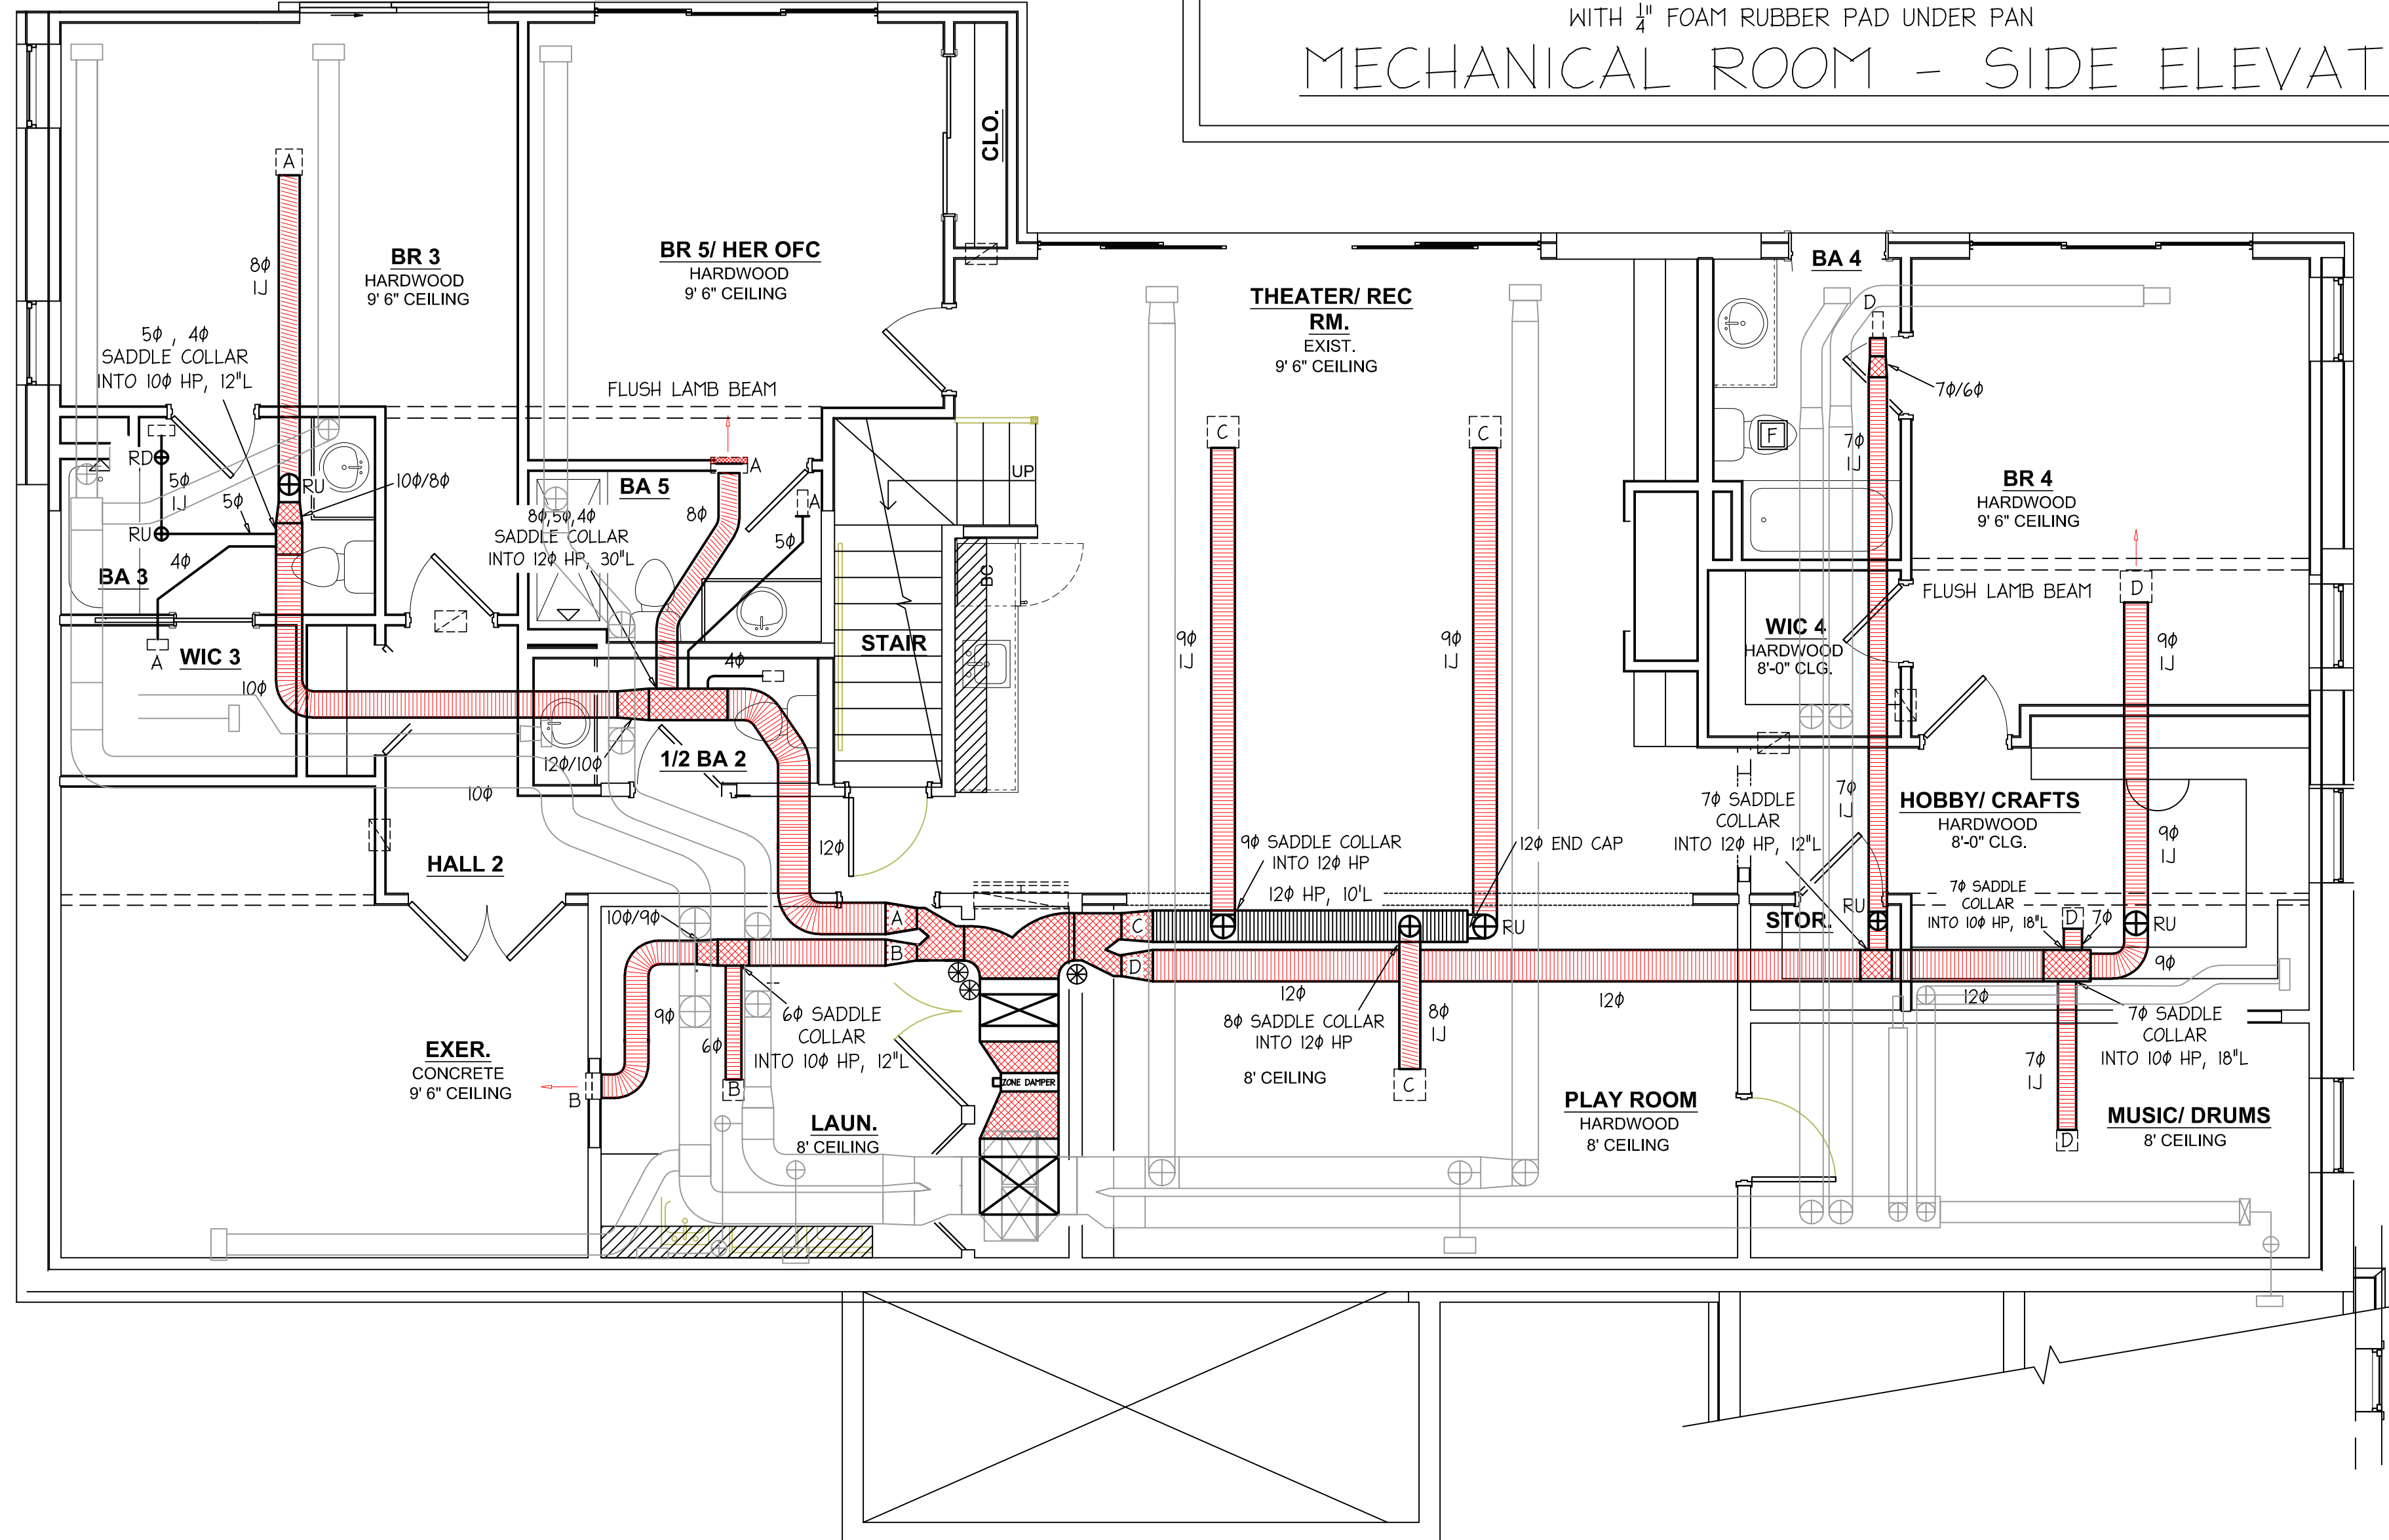 WITH 1/4" FOAM RUBBER PAD UNDER PAN
MECHANICAL ROOM - SIDE ELEVAT
CLO.
A
8ϕ
IJ
BR 3
HARDWOOD
9' 6" CEILING
BR 5/ HER OFC
HARDWOOD
9' 6" CEILING
5ϕ , 4ϕ
SADDLE COLLAR
INTO 10ϕ HP, 12"L
FLUSH LAMB BEAM
THEATER/ REC
RM.
EXIST.
9' 6" CEILING
BA 4
D
7ϕ/6ϕ
F
7ϕ
IJ
BR 4
HARDWOOD
9' 6" CEILING
C
C
RD
5ϕ
IJ
5ϕ
RU
RU
10ϕ/8ϕ
4ϕ
BA 3
A
WIC 3
10ϕ
BA 5
A
A
8ϕ
5ϕ
8ϕ,5ϕ,4ϕ
SADDLE COLLAR
INTO 12ϕ HP, 30"L
UP
BC
STAIR
4ϕ
1/2 BA 2
12ϕ/10ϕ
10ϕ
12ϕ
9ϕ
IJ
9ϕ
IJ
FLUSH LAMB BEAM
D
WIC 4
HARDWOOD
8'-0" CLG.
9ϕ
IJ
HALL 2
9ϕ SADDLE COLLAR
INTO 12ϕ HP
12ϕ HP, 10'L
12ϕ END CAP
7ϕ SADDLE
COLLAR
INTO 12ϕ HP, 12"L
7ϕ
IJ
HOBBY/ CRAFTS
HARDWOOD
8'-0" CLG.
9ϕ
IJ
7ϕ SADDLE
COLLAR
INTO 10ϕ HP, 18"L
D
7ϕ
RU
STOR.
RU
RU
9ϕ
10ϕ/9ϕ
A
B
C
D
9ϕ
6ϕ
6ϕ SADDLE
COLLAR
INTO 10ϕ HP, 12"L
B
B
EXER.
CONCRETE
9' 6" CEILING
LAUN.
8' CEILING
ZONE DAMPER
12ϕ
12ϕ
12ϕ
8ϕ SADDLE COLLAR
INTO 12ϕ HP
8' CEILING
8ϕ
IJ
C
PLAY ROOM
HARDWOOD
8' CEILING
7ϕ
IJ
D
7ϕ SADDLE
COLLAR
INTO 10ϕ HP, 18"L
MUSIC/ DRUMS
8' CEILING